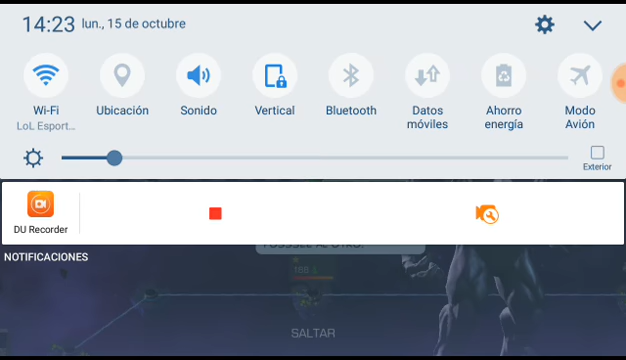 14:23 lun., 15 de octubre
Wi-Fi
LoL Esport...
Ubicación
Sonido
Vertical
Bluetooth
Datos
móviles
Ahorro
energía
Modo
Avión
Exterior
DU Recorder
NOTIFICACIONES
SALTAR